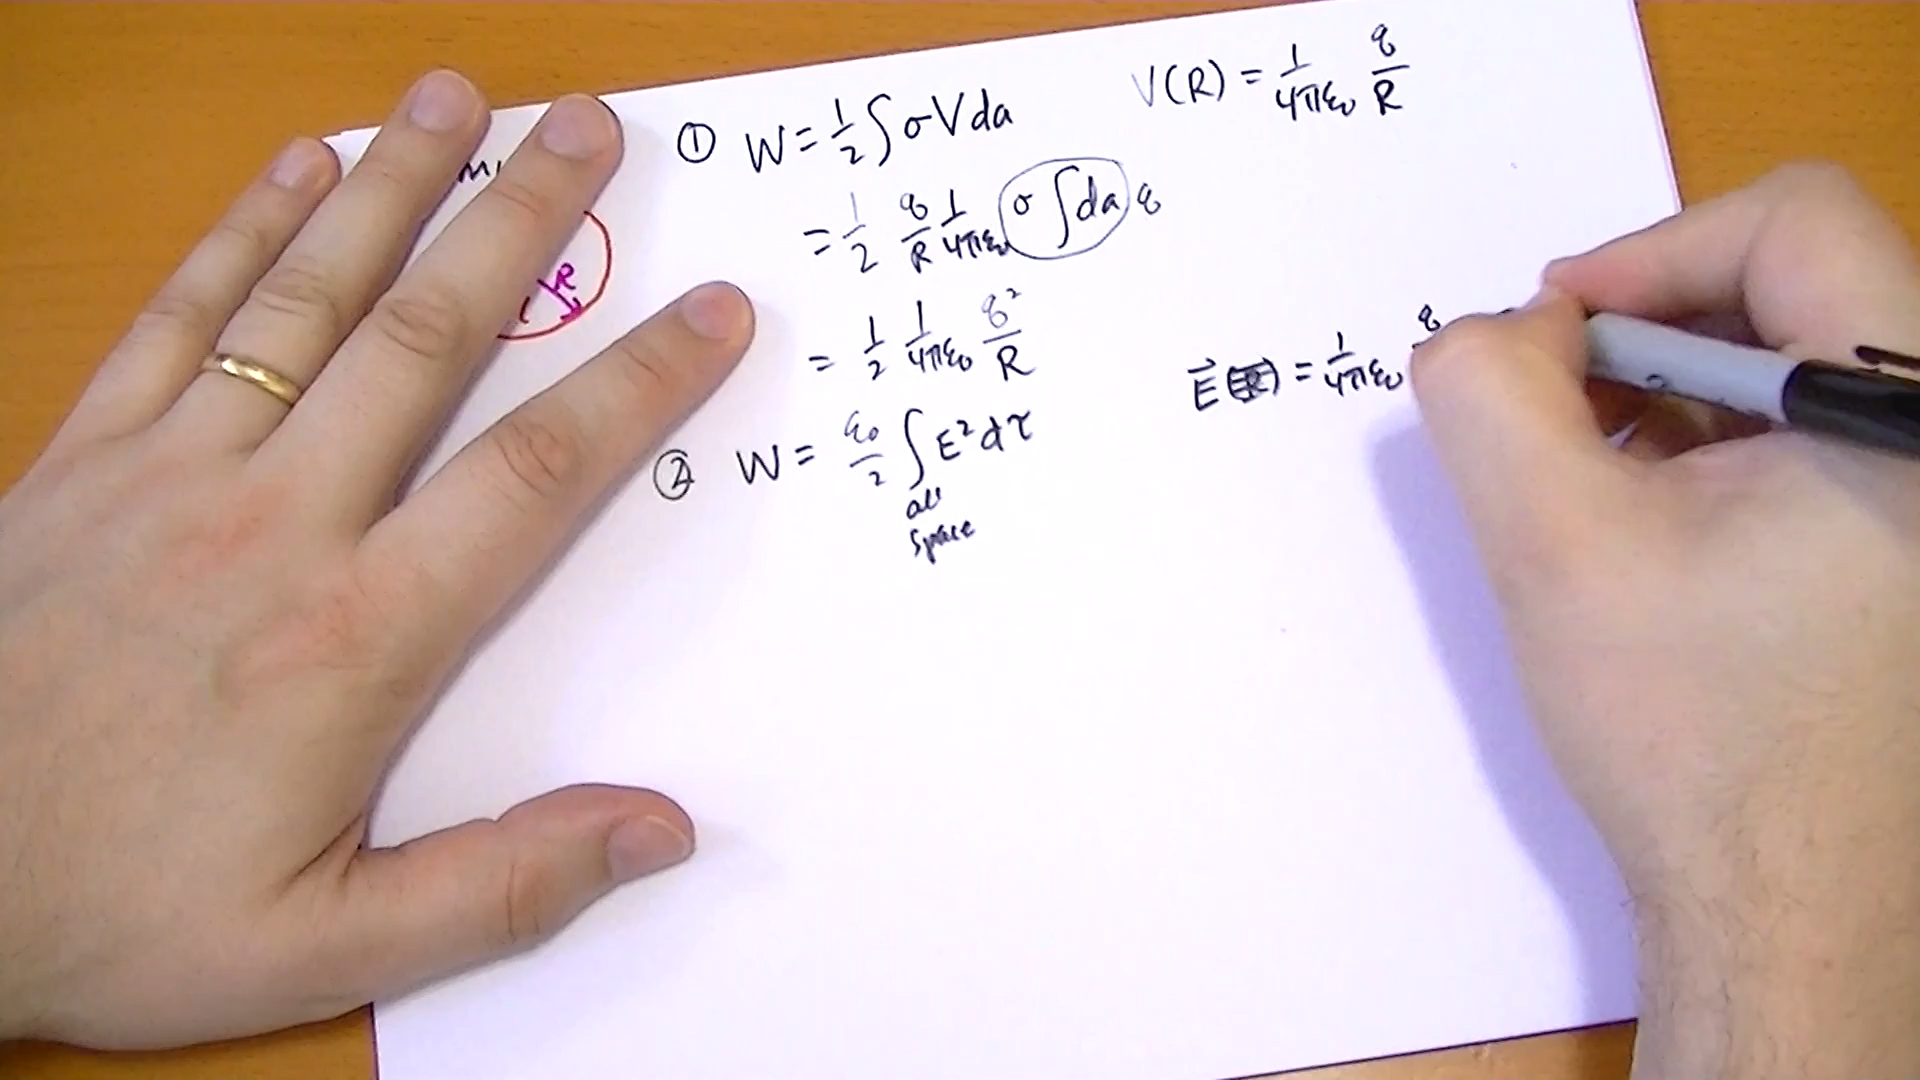 ① W = 1/2 ∫ σ V da
V(R) = 1/4πε₀ q/R
= 1/2 q/R 1/4πε₀ σ ∫ da q
= 1/2 1/4πε₀ q²/R
R
② W = ε₀/2 ∫ E² dτ
all
space
E⃗ = 1/4πε₀ q